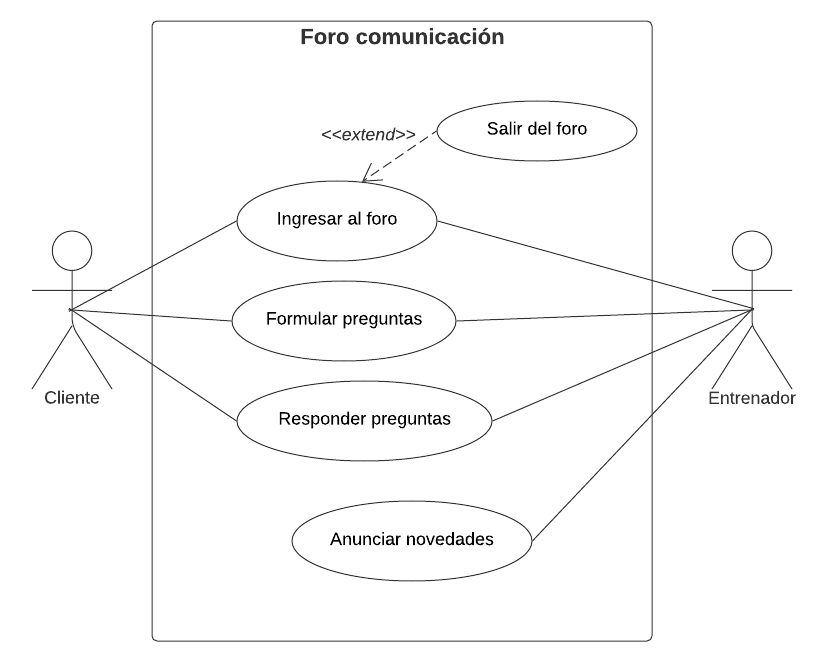 Foro comunicación
Salir del foro
<<extend>>
Ingresar al foro
Formular preguntas
Cliente
Entrenador
Responder preguntas
Anunciar novedades